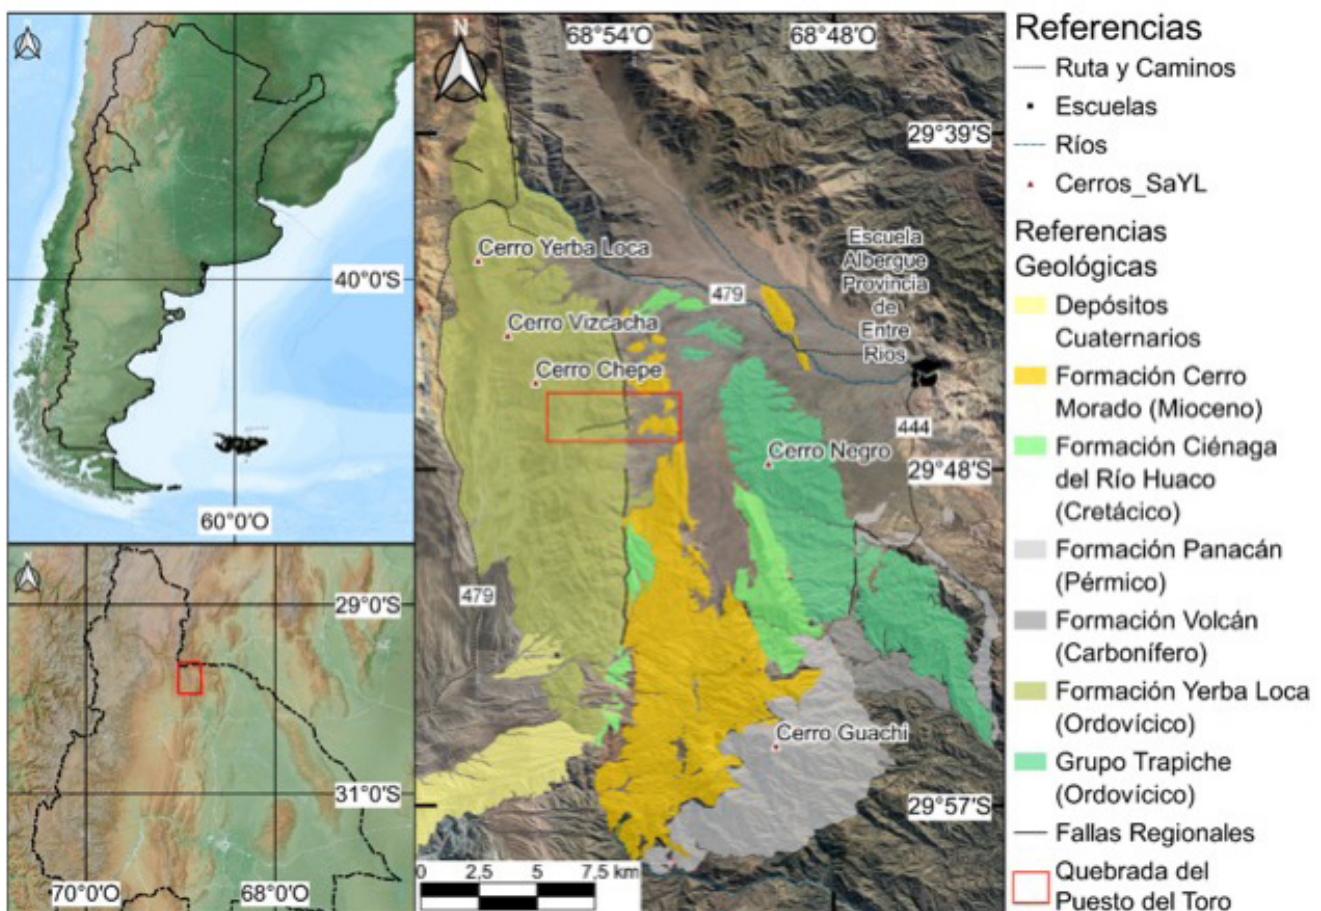 N
40°0'S
60°0'O
N
29°0'S
31°0'S
70°0'O
68°0'O
N
68°54'O
68°48'O
29°39'S
Cerro Yerba Loca
Escuela
Albergue
Provincia
de
Entre
Rios
479
Cerro Vizcacha
Cerro Chepe
444
Cerro Negro
29°48'S
479
Cerro Guachi
29°57'S
0 2,5 5 7,5 km
Referencias
Ruta y Caminos
Escuelas
Ríos
Cerros_SaYL
Referencias
Geológicas
Depósitos
Cuaternarios
Formación Cerro
Morado (Mioceno)
Formación Ciénaga
del Río Huaco
(Cretácico)
Formación Panacán
(Pérmico)
Formación Volcán
(Carbonífero)
Formación Yerba Loca
(Ordovícico)
Grupo Trapiche
(Ordovícico)
Fallas Regionales
Quebrada del
Puesto del Toro